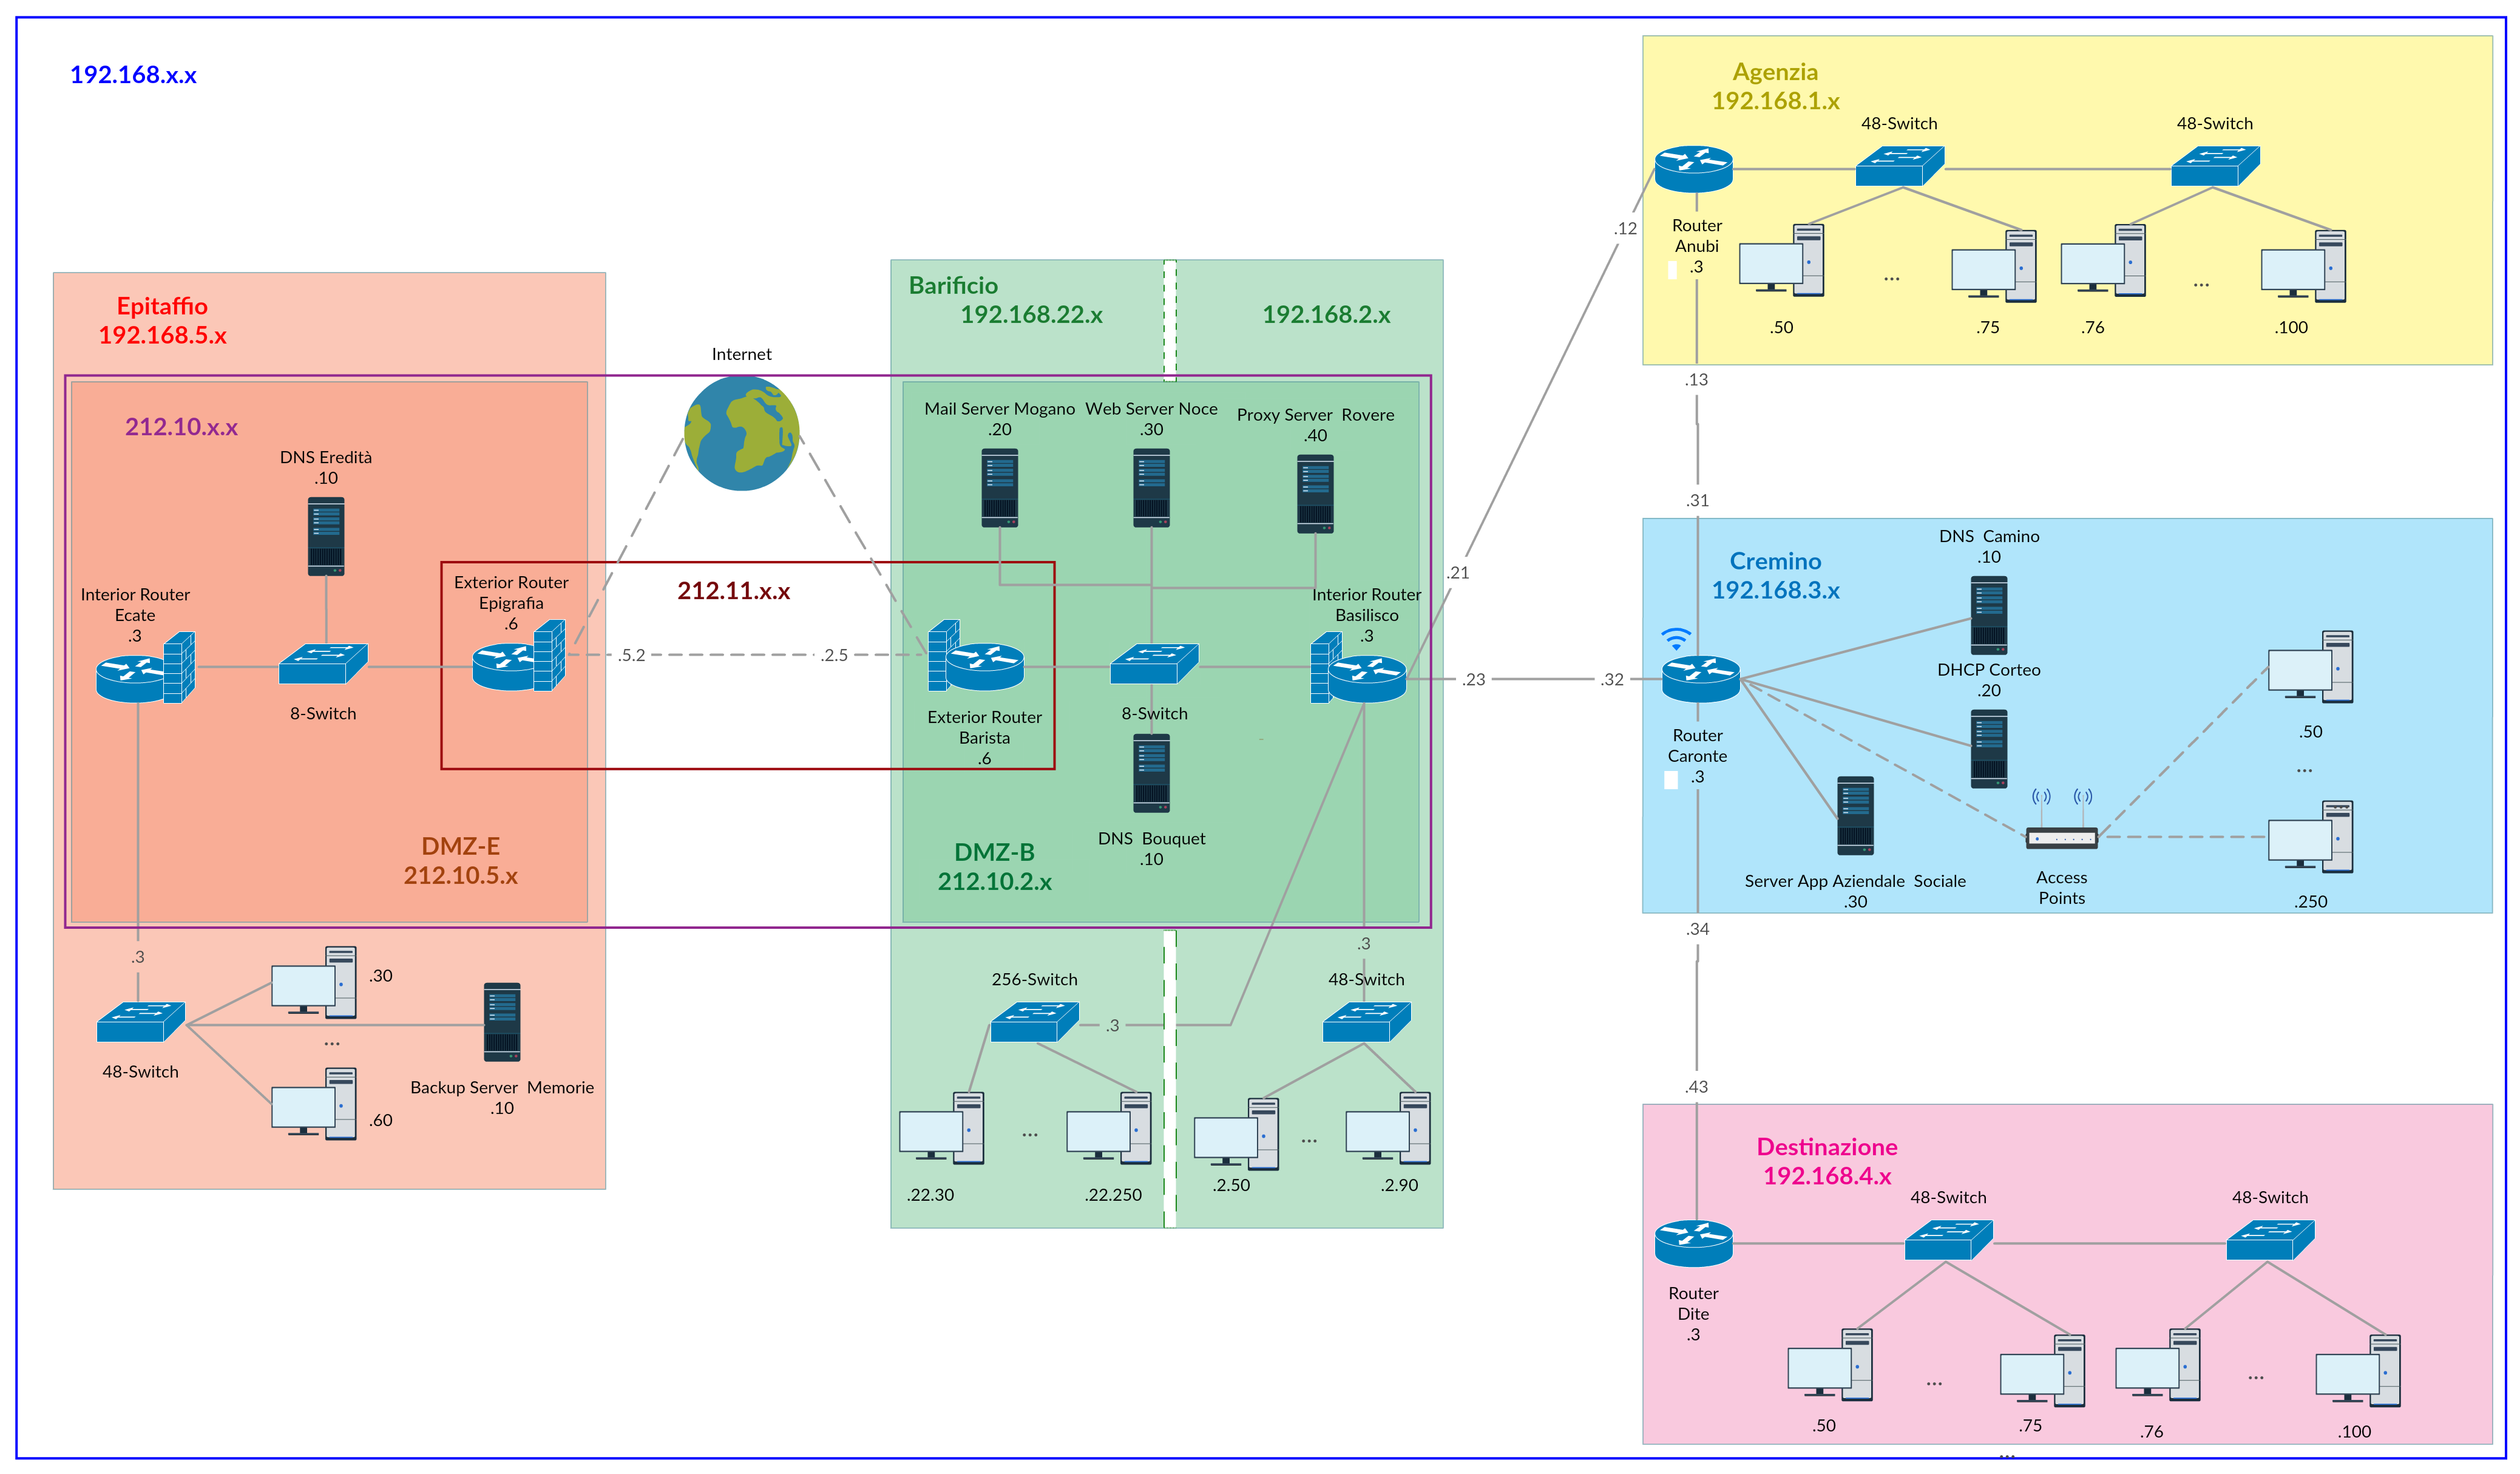 192.168.x.x
Epitaffio
192.168.5.x
212.10.x.x
DNS Eredità
.10
Interior Router
Ecate
.3
8-Switch
Exterior Router
Epigrafia
.6
DMZ-E
212.10.5.x
.3
48-Switch
.30
...
.60
Backup Server Memorie
.10
Internet
212.11.x.x
.5.2
.2.5
Barificio
192.168.22.x
192.168.2.x
Mail Server Mogano
.20
Web Server Noce
.30
Proxy Server Rovere
.40
Exterior Router
Barista
.6
8-Switch
Interior Router
Basilisco
.3
DNS Bouquet
.10
DMZ-B
212.10.2.x
256-Switch
.3
.3
48-Switch
...
.22.30
.22.250
...
.2.50
.2.90
.12
.21
.23
.32
Agenzia
192.168.1.x
48-Switch
48-Switch
Router
Anubi
.3
...
...
.50
.75
.76
.100
.13
.31
Cremino
192.168.3.x
DNS Camino
.10
DHCP Corteo
.20
Router
Caronte
.3
Server App Aziendale Sociale
.30
Access
Points
.50
...
...
.250
.34
.43
Destinazione
192.168.4.x
48-Switch
48-Switch
Router
Dite
.3
...
...
.50
.75
.76
.100
...